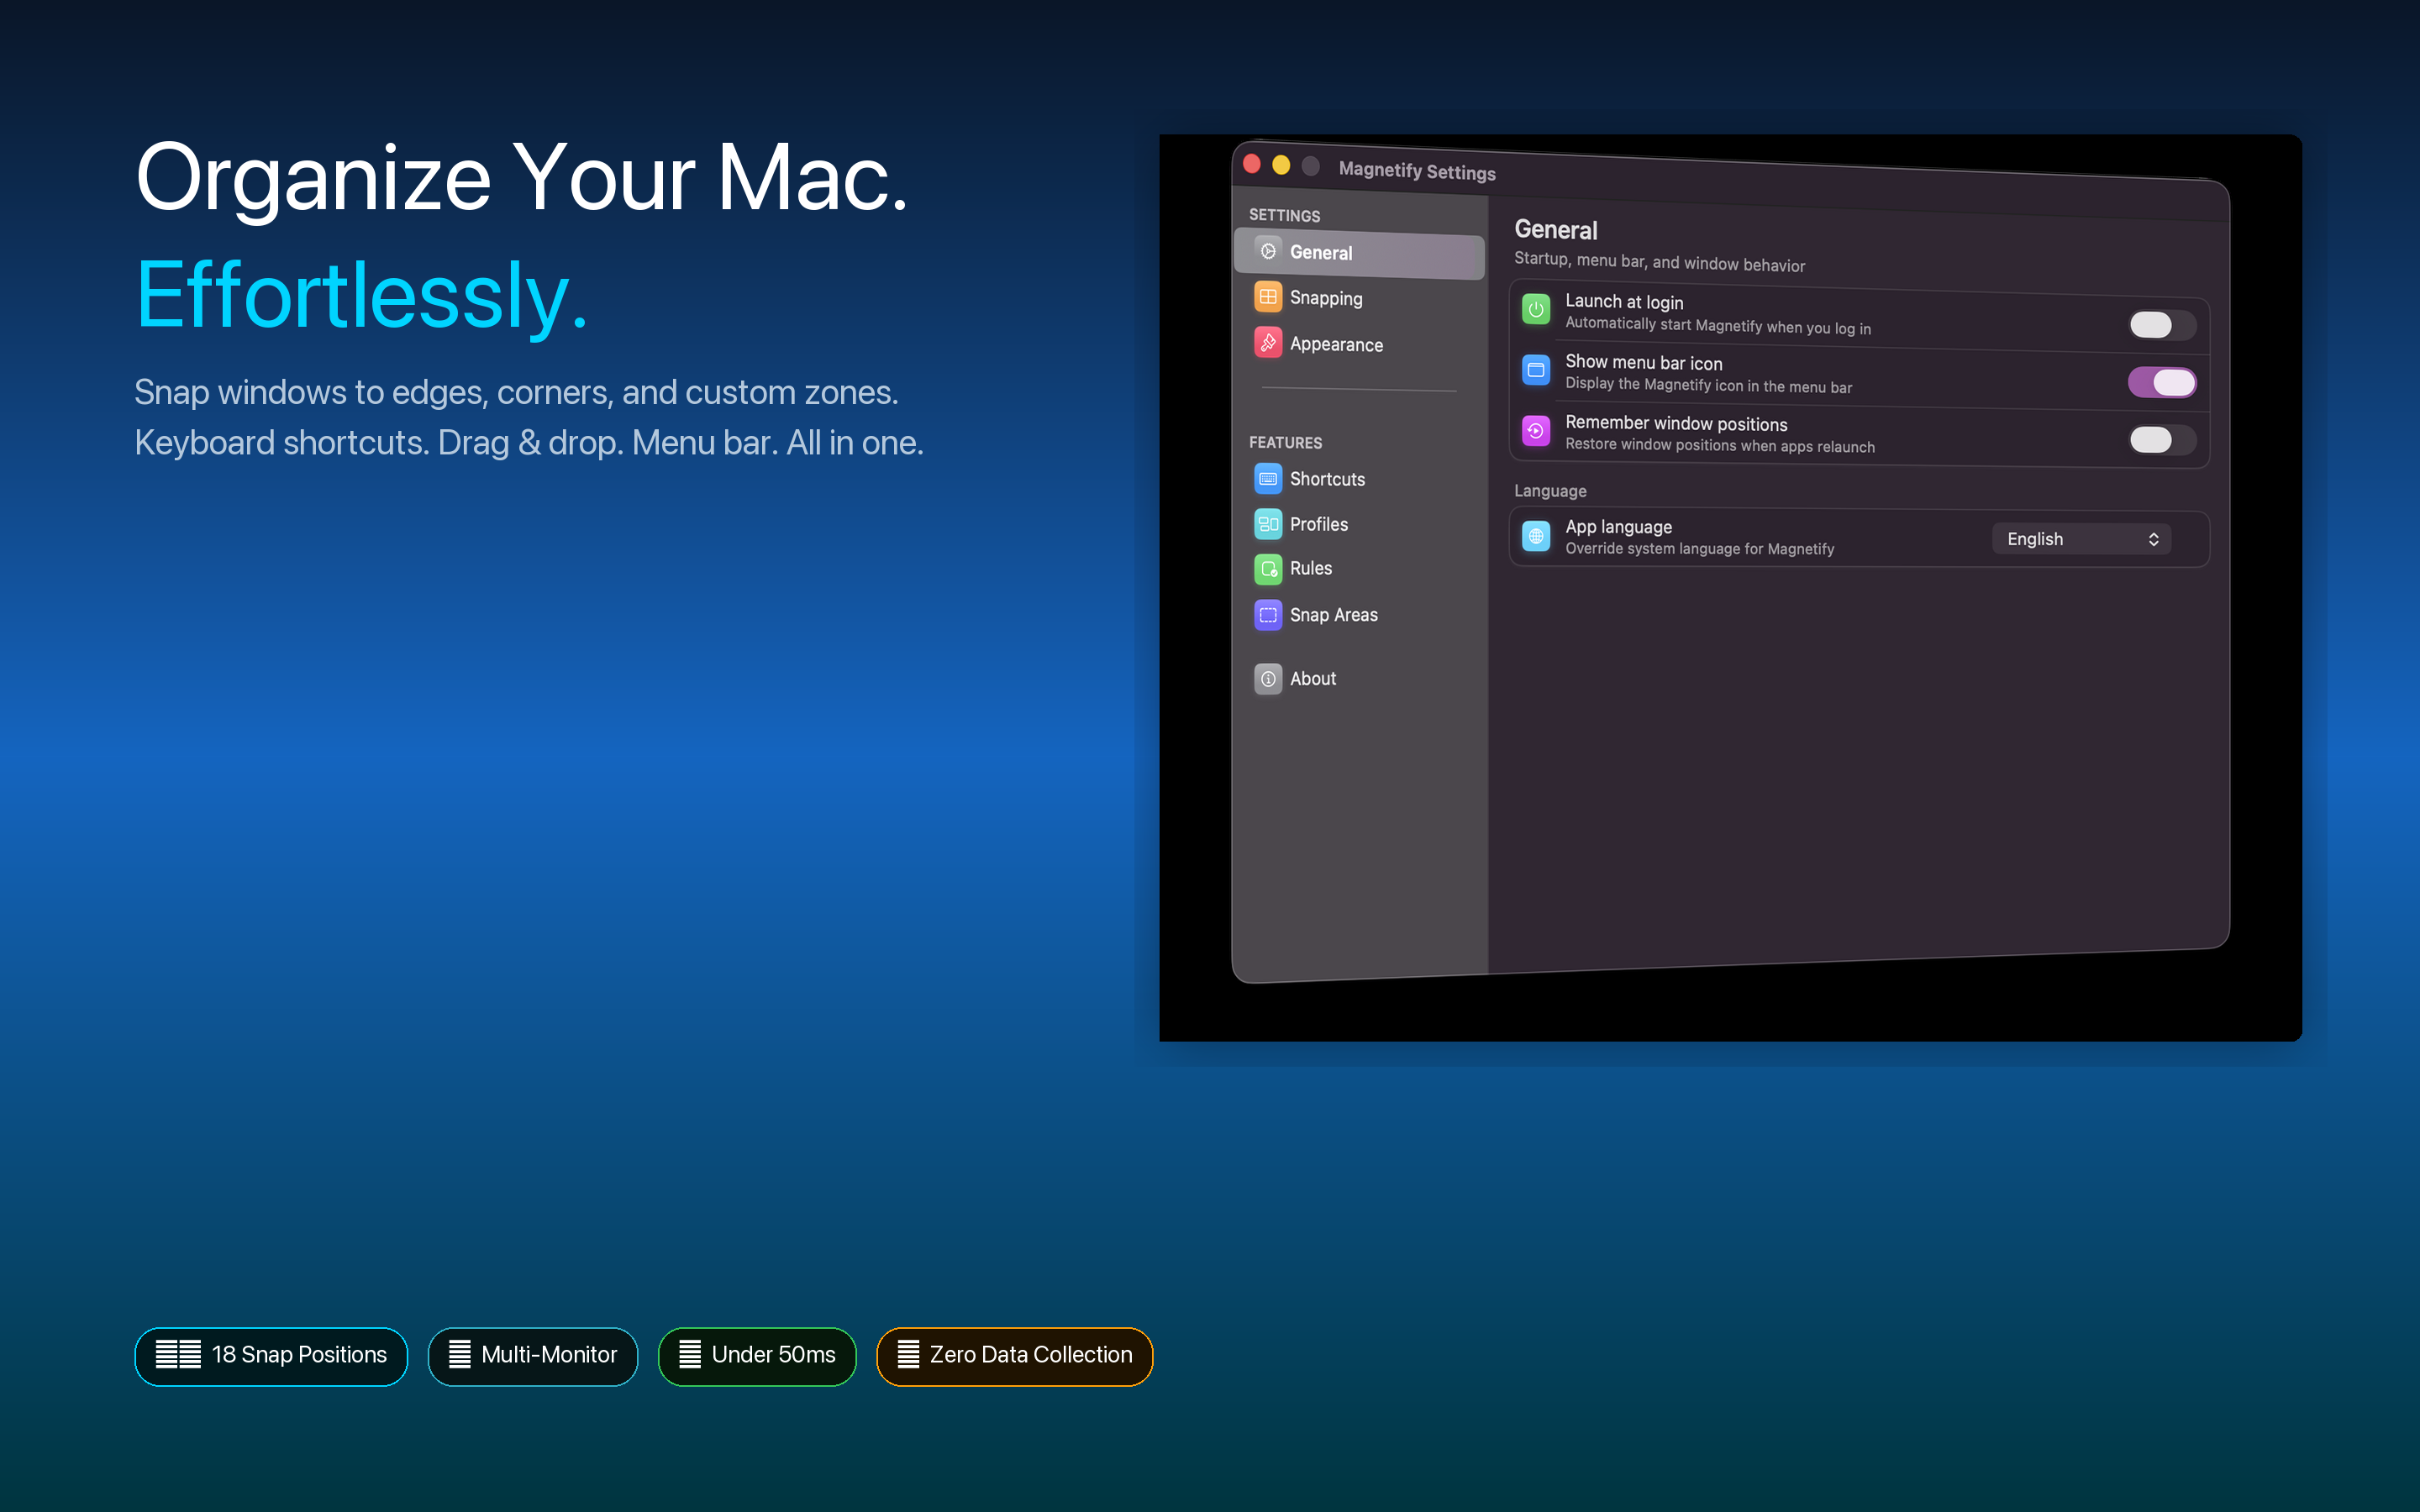 Organize Your Mac.
Effortlessly.
Snap windows to edges, corners, and custom zones.
Keyboard shortcuts. Drag & drop. Menu bar. All in one.
Magnetify Settings
SETTINGS
General
Snapping
Appearance
FEATURES
Shortcuts
Profiles
Rules
Snap Areas
About
General
Startup, menu bar, and window behavior
Launch at login
Automatically start Magnetify when you log in
Show menu bar icon
Display the Magnetify icon in the menu bar
Remember window positions
Restore window positions when apps relaunch
Language
App language
Override system language for Magnetify
English
18 Snap Positions
Multi-Monitor
Under 50ms
Zero Data Collection